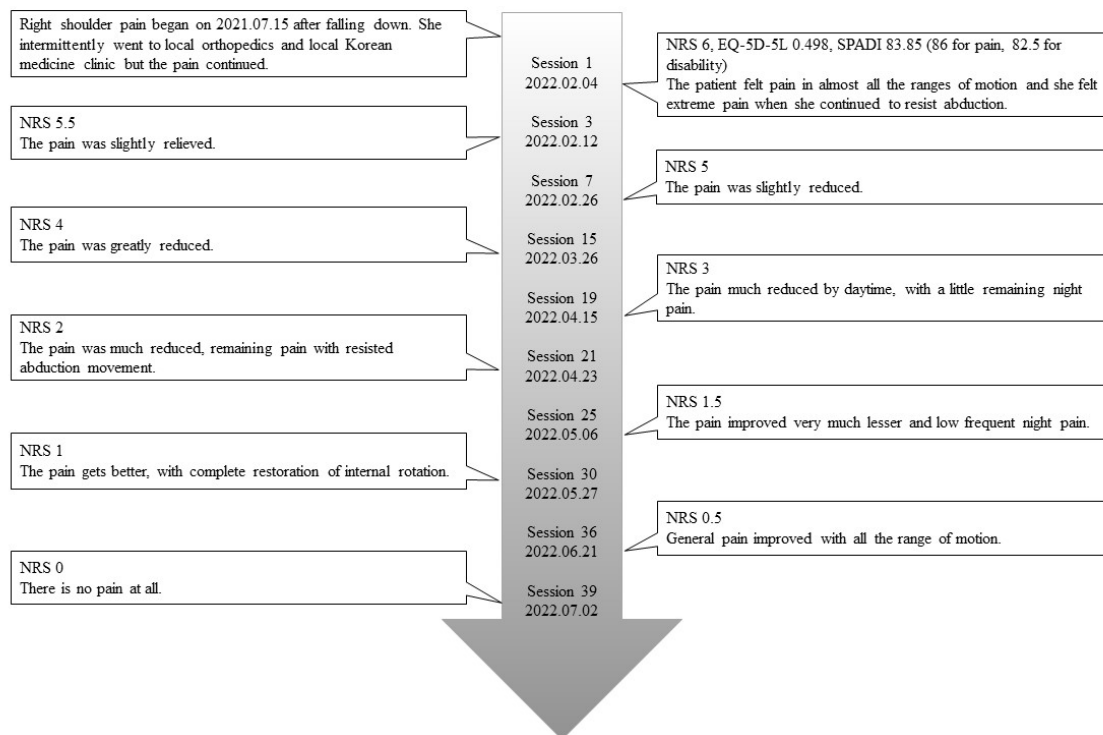 Right shoulder pain began on 2021.07.15 after falling down. She
intermittently went to local orthopedics and local Korean
medicine clinic but the pain continued.
Session 1
2022.02.04
NRS 6, EQ-5D-5L 0.498, SPADI 83.85 (86 for pain, 82.5 for
disability)
The patient felt pain in almost all the ranges of motion and she felt
extreme pain when she continued to resist abduction.
NRS 5.5
The pain was slightly relieved.
Session 3
2022.02.12
Session 7
2022.02.26
NRS 5
The pain was slightly reduced.
NRS 4
The pain was greatly reduced.
Session 15
2022.03.26
Session 19
2022.04.15
NRS 3
The pain much reduced by daytime, with a little remaining night
pain.
NRS 2
The pain was much reduced, remaining pain with resisted
abduction movement.
Session 21
2022.04.23
Session 25
2022.05.06
NRS 1.5
The pain improved very much lesser and low frequent night pain.
NRS 1
The pain gets better, with complete restoration of internal rotation.
Session 30
2022.05.27
Session 36
2022.06.21
NRS 0.5
General pain improved with all the range of motion.
NRS 0
There is no pain at all.
Session 39
2022.07.02